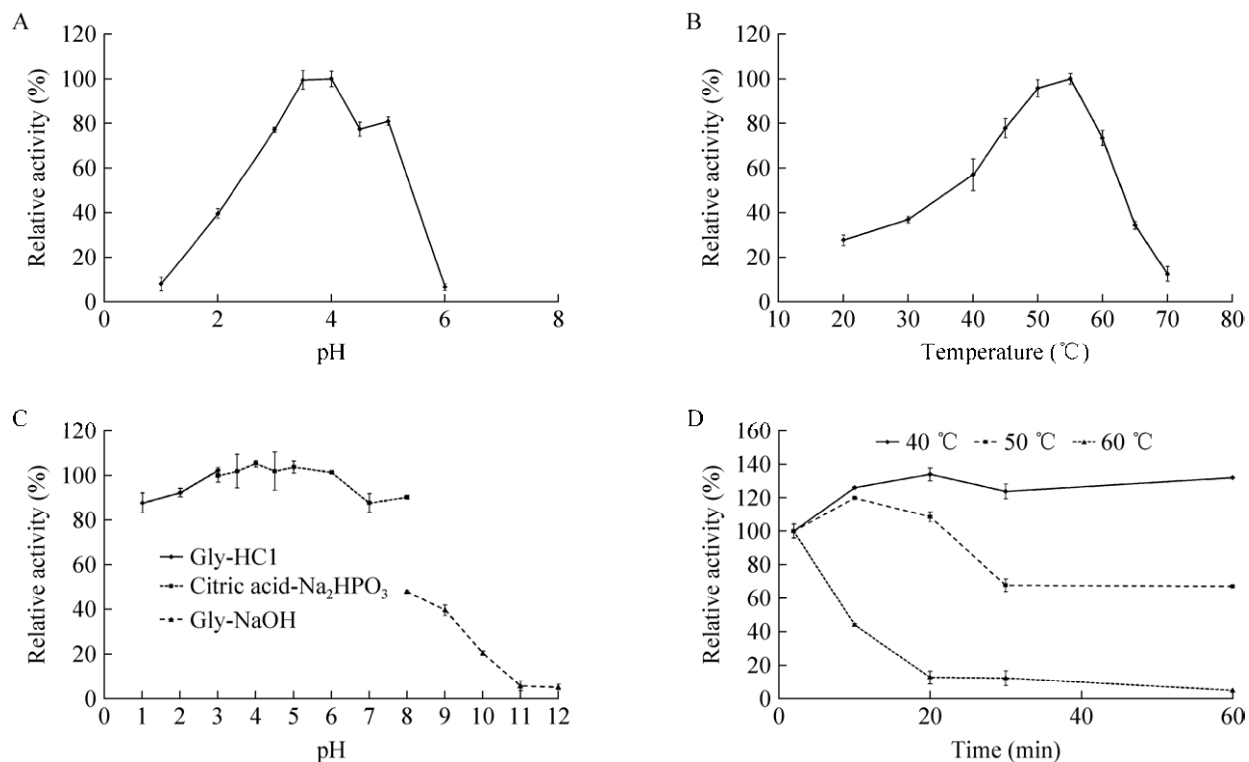 A
120
100
80
60
40
20
0
0 2 4 6 8
Relative activity (%)
pH
B
120
100
80
60
40
20
0
10 20 30 40 50 60 70 80
Relative activity (%)
Temperature (℃)
C
120
100
80
60
40
20
0
0 1 2 3 4 5 6 7 8 9 10 11 12
Relative activity (%)
Gly-HC1
Citric acid-Na₂HPO₃
Gly-NaOH
pH
D
160
140
120
100
80
60
40
20
0
0 20 40 60
Relative activity (%)
40 ℃ 50 ℃ 60 ℃
Time (min)